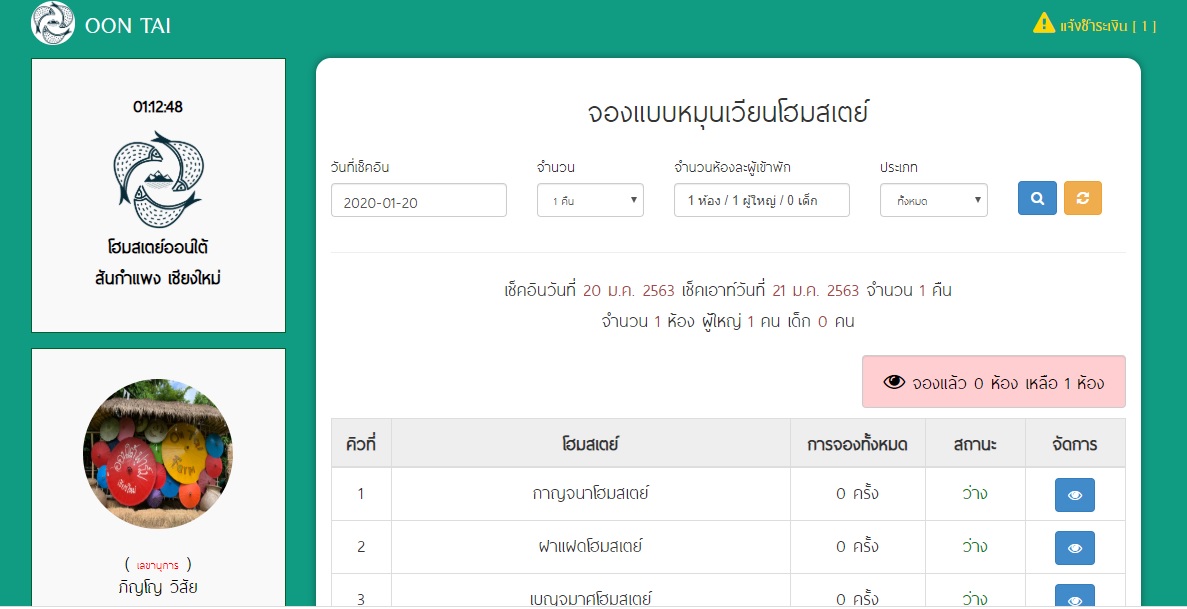 OON TAI
แจ้งชำระเงิน [ 1 ]
01:12:48
โฮมสเตย์ออนใต้
สันกำแพง เชียงใหม่
( เลขานุการ )
ภิญโญ วิสัย
จองแบบหมุนเวียนโฮมสเตย์
วันที่เช็คอิน จำนวน จำนวนห้องละผู้เข้าพัก ประเภท
2020-01-20 1 คืน 1 ห้อง / 1 ผู้ใหญ่ / 0 เด็ก ทั้งหมด
เช็คอินวันที่ 20 ม.ค. 2563 เช็คเอาท์วันที่ 21 ม.ค. 2563 จำนวน 1 คืน
จำนวน 1 ห้อง ผู้ใหญ่ 1 คน เด็ก 0 คน
จองแล้ว 0 ห้อง เหลือ 1 ห้อง
คิวที่ โฮมสเตย์ การจองทั้งหมด สถานะ จัดการ
1 กาญจนาโฮมสเตย์ 0 ครั้ง ว่าง
2 ฝาแฝดโฮมสเตย์ 0 ครั้ง ว่าง
3 เบญจมาศโฮมสเตย์ 0 ครั้ง ว่าง